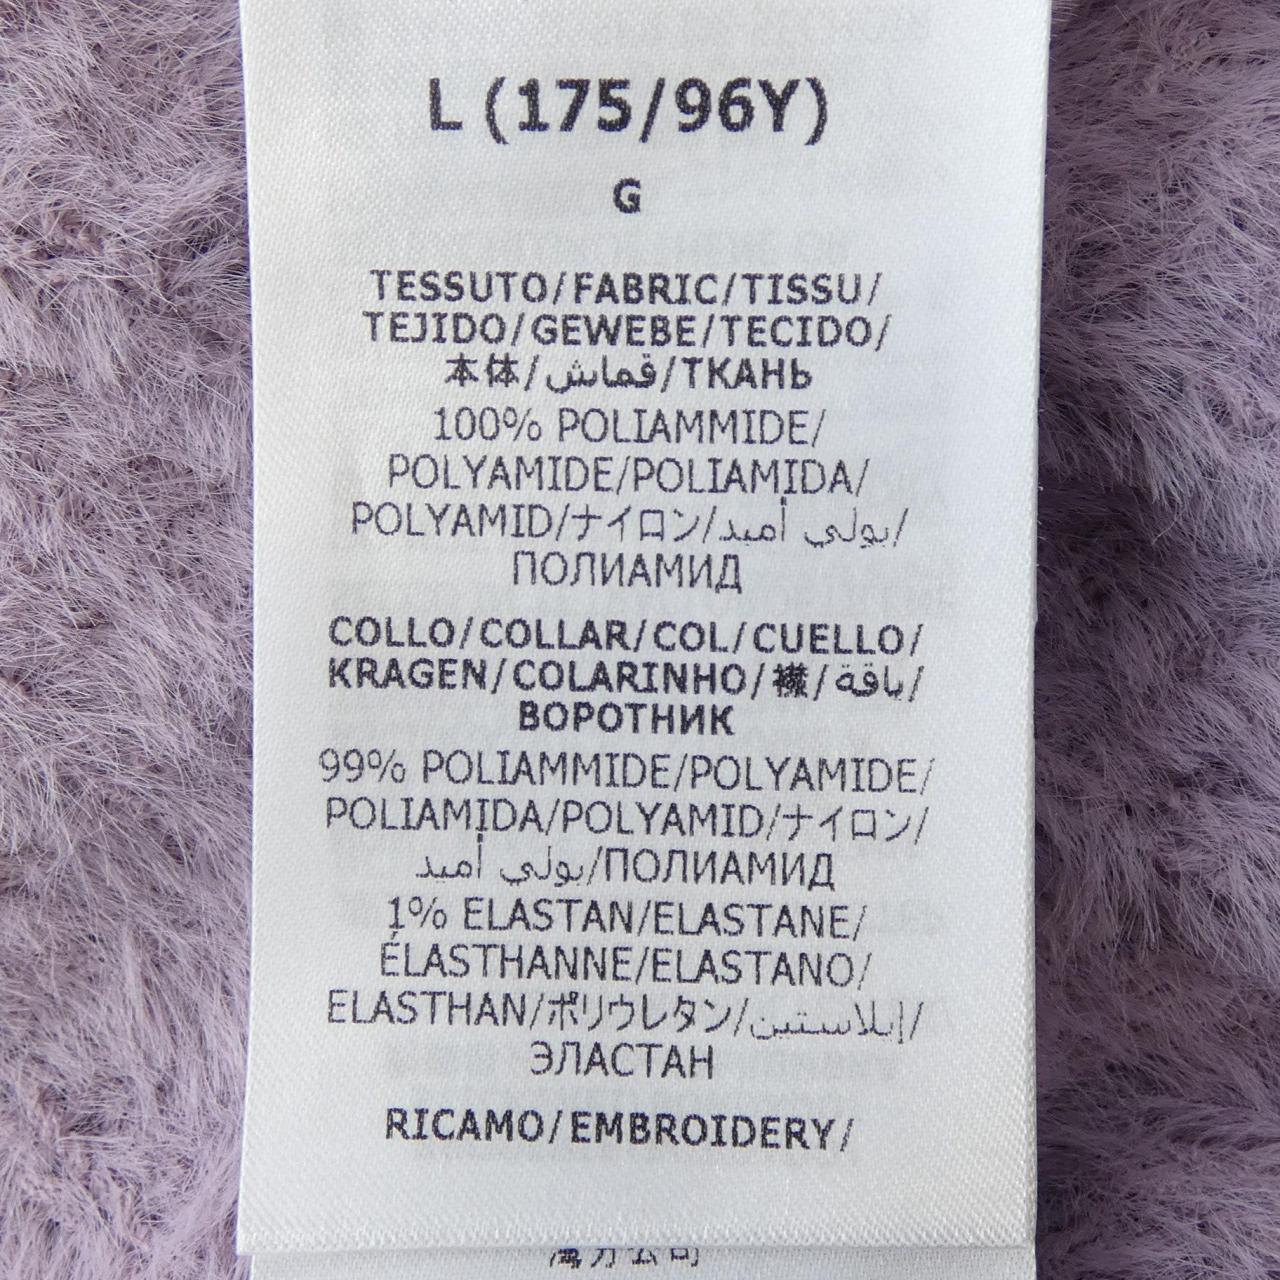 L (175/96Y)
G
TESSUTO/FABRIC/TISSU/
TEJIDO/GEWEBE/TECIDO/
本体/قماش/ТКАНЬ
100% POLIAMMIDE/
POLYAMIDE/POLIAMIDA/
POLYAMID/ナイロン/بولي أميد/
ПОЛИАМИД
COLLO/COLLAR/COL/CUELLO/
KRAGEN/COLARINHO/襟/ياقة/
ВОРОТНИК
99% POLIAMMIDE/POLYAMIDE/
POLIAMIDA/POLYAMID/ナイロン/
بولي أميد/ПОЛИАМИД
1% ELASTAN/ELASTANE/
ÉLASTHANNE/ELASTANO/
ELASTHAN/ポリウレタン/إيلاستين/
ЭЛАСТАН
RICAMO/EMBROIDERY/